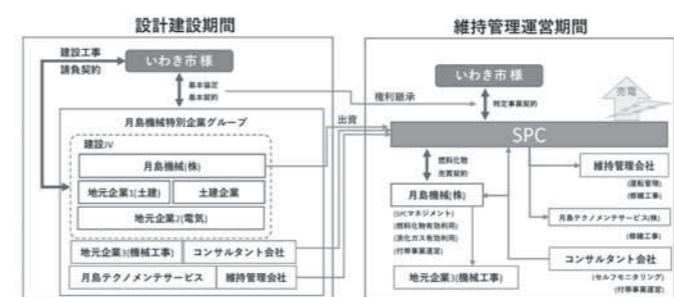 設計建設期間
建設工事
請負契約
いわき市 様
基本協定
基本契約
月島機械特別企業グループ
建設JV
月島機械(株)
地元企業1(土建)
土建企業
地元企業2(電気)
地元企業3(機械工事)
コンサルタント会社
月島テクノメンテサービス
維持管理会社
権利継承
出資
維持管理運営期間
いわき市 様
特定事業契約
売電
SPC
燃料化物
売買契約
月島機械(株)
(SPCマネジメント)
(燃料化物有効利用)
(消化ガス有効利用)
(付帯事業運営)
地元企業3(機械工事)
維持管理会社
(運転管理)
(修繕工事)
月島テクノメンテサービス(株)
(修繕工事)
コンサルタント会社
(セルフモニタリング)
(付帯事業運営)